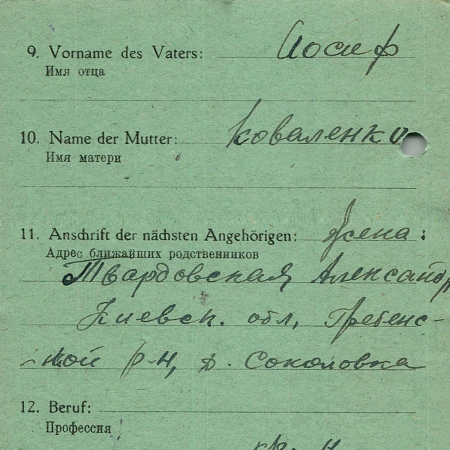 9. Vorname des Vaters: Иосиф
Имя отца
10. Name der Mutter: Коваленко
Имя матери
11. Anschrift der nächsten Angehörigen: Жена:
Адрес ближайших родственников
Твардовская Александр
Киевск. обл. Гребенс-
кой р-н, д. Соколовка
12. Beruf:
Профессия